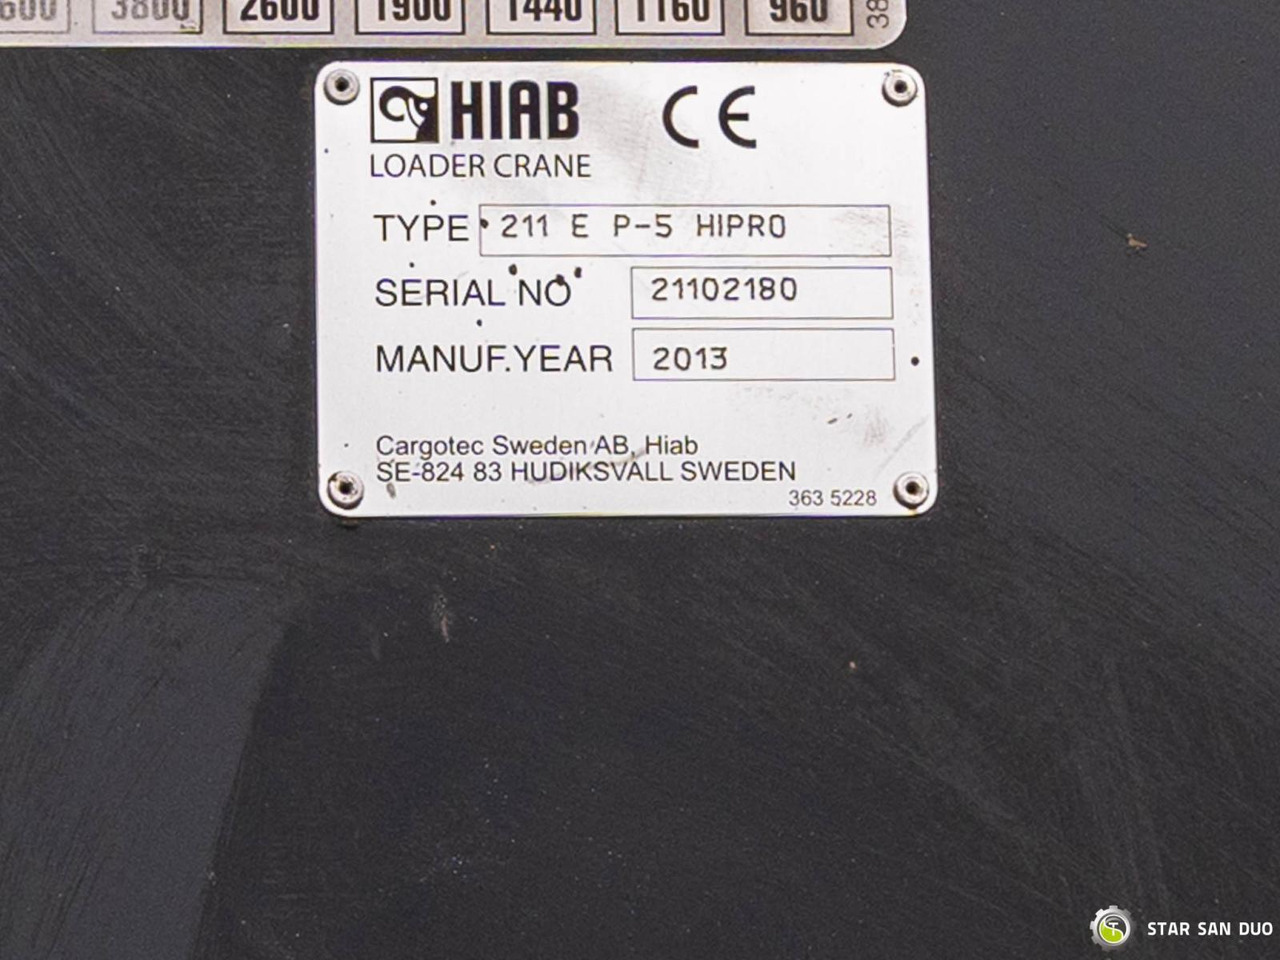 3800 2600 1900 1440 1160 960
HIAB CE
LOADER CRANE
TYPE 211 E P-5 HIPRO
SERIAL NO 21102180
MANUF.YEAR 2013
Cargotec Sweden AB, Hiab
SE-824 83 HUDIKSVALL SWEDEN
363 5228
STAR SAN DUO